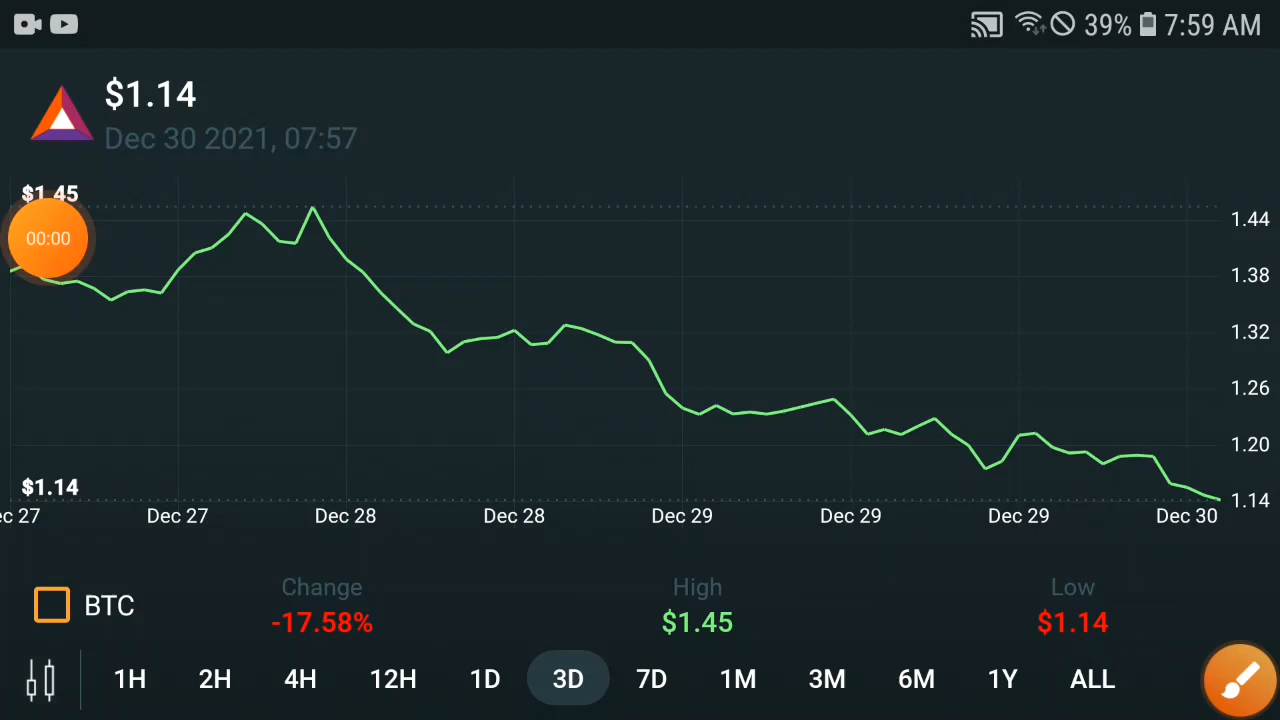 39% 7:59 AM
$1.14
Dec 30 2021, 07:57
$1.45
00:00
1.44
1.38
1.32
1.26
1.20
1.14
$1.14
ec 27 Dec 27 Dec 28 Dec 28 Dec 29 Dec 29 Dec 29 Dec 30
Change High Low
BTC -17.58% $1.45 $1.14
1H 2H 4H 12H 1D 3D 7D 1M 3M 6M 1Y ALL